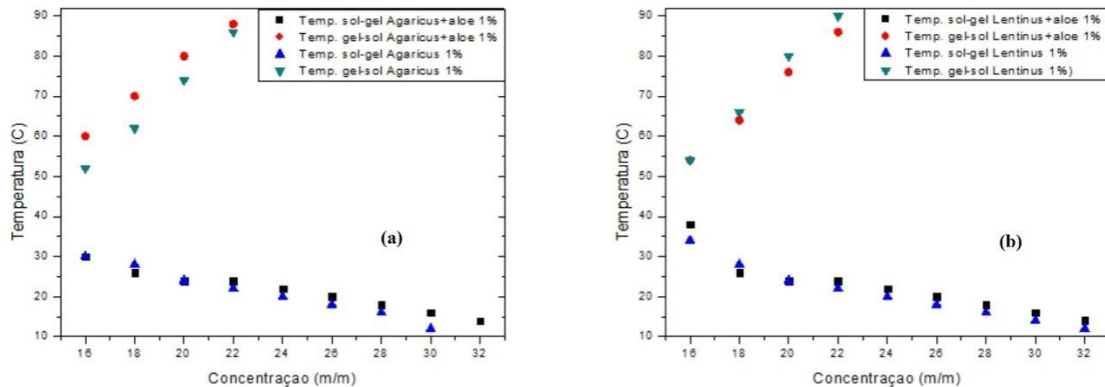 Temp. sol-gel Agaricus+aloe 1%
Temp. gel-sol Agaricus+aloe 1%
Temp. sol-gel Agaricus 1%
Temp. gel-sol Agaricus 1%
90
80
70
60
50
40
30
20
10
Temperatura (C)
(a)
16 18 20 22 24 26 28 30 32
Concentraçao (m/m)
Temp. sol-gel Lentinus+aloe 1%
Temp. gel-sol Lentinus+aloe 1%
Temp. sol-gel Lentinus 1%
Temp. gel-sol Lentinus 1%)
90
80
70
60
50
40
30
20
10
Temperatura (C)
(b)
16 18 20 22 24 26 28 30 32
Concentraçao (m/m)